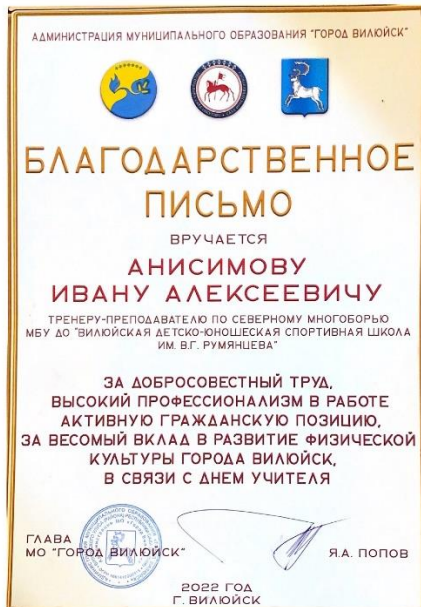 АДМИНИСТРАЦИЯ МУНИЦИПАЛЬНОГО ОБРАЗОВАНИЯ "ГОРОД ВИЛЮЙСК"
БЛАГОДАРСТВЕННОЕ
ПИСЬМО
ВРУЧАЕТСЯ
АНИСИМОВУ
ИВАНУ АЛЕКСЕЕВИЧУ
ТРЕНЕРУ-ПРЕПОДАВАТЕЛЮ ПО СЕВЕРНОМУ МНОГОБОРЬЮ
МБУ ДО "ВИЛЮЙСКАЯ ДЕТСКО-ЮНОШЕСКАЯ СПОРТИВНАЯ ШКОЛА
ИМ. В.Г. РУМЯНЦЕВА"
ЗА ДОБРОСОВЕСТНЫЙ ТРУД,
ВЫСОКИЙ ПРОФЕССИОНАЛИЗМ В РАБОТЕ
АКТИВНУЮ ГРАЖДАНСКУЮ ПОЗИЦИЮ,
ЗА ВЕСОМЫЙ ВКЛАД В РАЗВИТИЕ ФИЗИЧЕСКОЙ
КУЛЬТУРЫ ГОРОДА ВИЛЮЙСК,
В СВЯЗИ С ДНЕМ УЧИТЕЛЯ
ГЛАВА
МО "ГОРОД ВИЛЮЙСК"
Я.А. ПОПОВ
2022 ГОД
Г. ВИЛЮЙСК